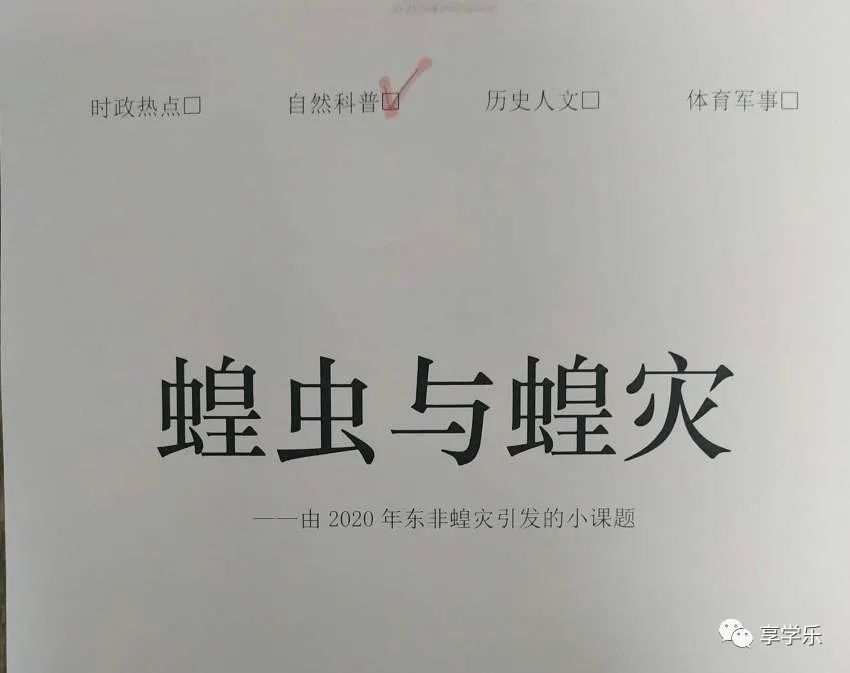 时政热点□ 自然科普☑ 历史人文□ 体育军事□
蝗虫与蝗灾
——由 2020 年东非蝗灾引发的小课题
享学乐